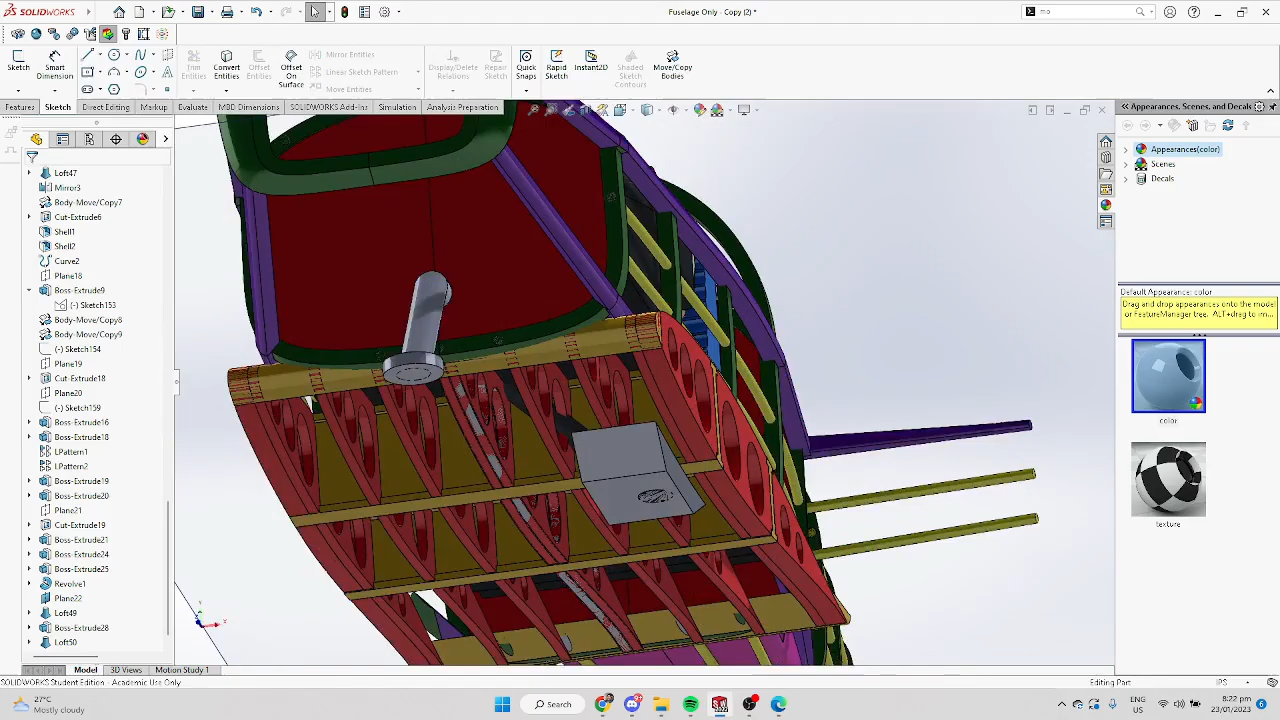 SOLIDWORKS
Fuselage Only - Copy (2) *
mo
Sketch
Smart Dimension
Trim Entities
Convert Entities
Offset Entities
Offset On Surface
Mirror Entities
Linear Sketch Pattern
Move Entities
Display/Delete Relations
Repair Sketch
Quick Snaps
Rapid Sketch
Instant2D
Shaded Sketch Contours
Move/Copy Bodies
Features
Sketch
Direct Editing
Markup
Evaluate
MBD Dimensions
SOLIDWORKS Add-Ins
Simulation
Analysis Preparation
Loft47
Mirror3
Body-Move/Copy7
Cut-Extrude6
Shell1
Shell2
Curve2
Plane18
Boss-Extrude9
(-) Sketch153
Body-Move/Copy8
Body-Move/Copy9
(-) Sketch154
Plane19
Cut-Extrude18
Plane20
(-) Sketch159
Boss-Extrude16
Boss-Extrude18
LPattern1
LPattern2
Boss-Extrude19
Boss-Extrude20
Plane21
Cut-Extrude19
Boss-Extrude21
Boss-Extrude24
Boss-Extrude25
Revolve1
Plane22
Loft49
Boss-Extrude28
Loft50
Appearances, Scenes, and De
Appearances(color)
Scenes
Decals
Default Appearance: color
Drag and drop appearances onto the model
or FeatureManager tree. ALT+drag to im...
color
texture
Model
3D Views
Motion Study 1
SOLIDWORKS Student Edition - Academic Use Only
Editing Part
IPS
27°C
Mostly cloudy
Search
ENG
US
8:22 pm
23/01/2023